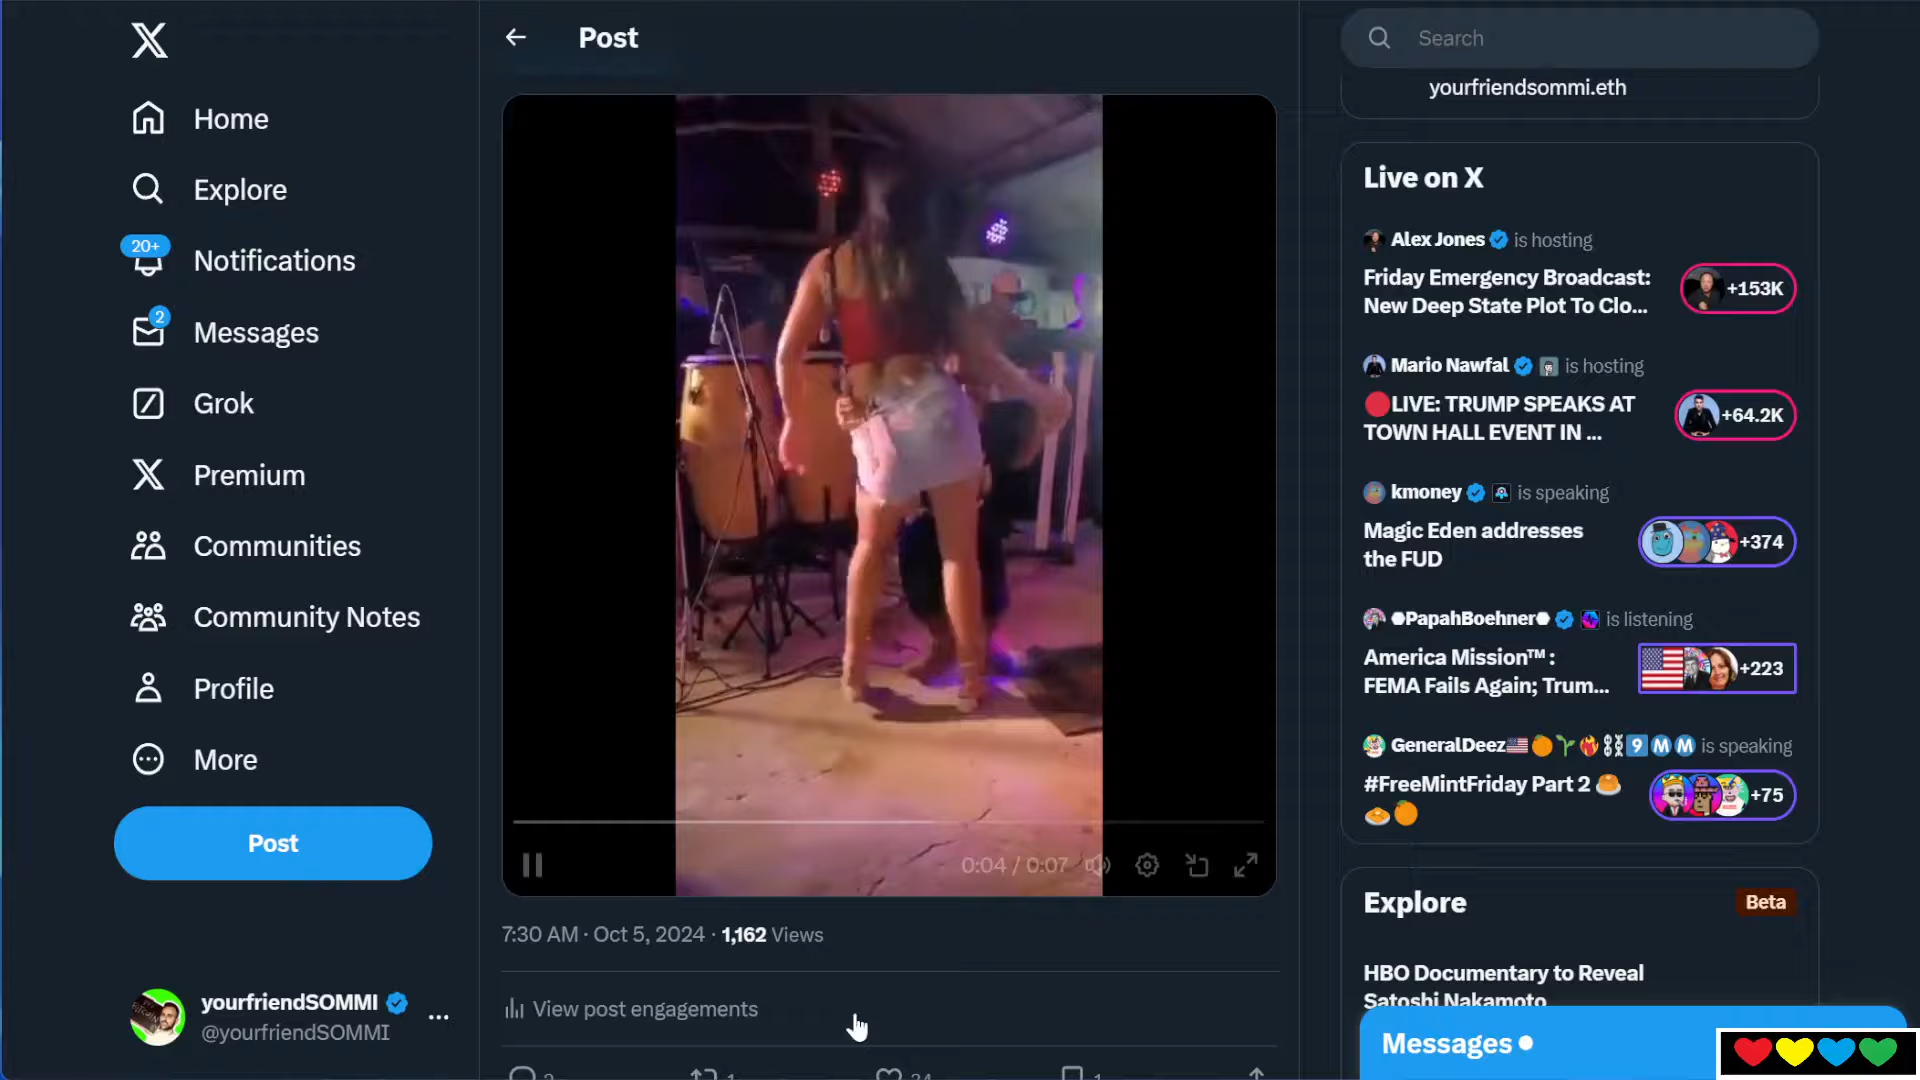 Home
Explore
20+
Notifications
2
Messages
Grok
Premium
Communities
Community Notes
Profile
More
Post
yourfriendSOMMI
@yourfriendSOMMI
Post
0:04 / 0:07
7:30 AM · Oct 5, 2024 · 1,162 Views
View post engagements
Search
yourfriendsommi.eth
Live on X
Alex Jones is hosting
Friday Emergency Broadcast:
New Deep State Plot To Clo...
+153K
Mario Nawfal is hosting
LIVE: TRUMP SPEAKS AT
TOWN HALL EVENT IN ...
+64.2K
kmoney is speaking
Magic Eden addresses
the FUD
+374
PapahBoehner is listening
America Mission™ :
FEMA Fails Again; Trum...
+223
GeneralDeez 9 M M is speaking
#FreeMintFriday Part 2
+75
Explore
Beta
HBO Documentary to Reveal
Satoshi Nakamoto
Messages